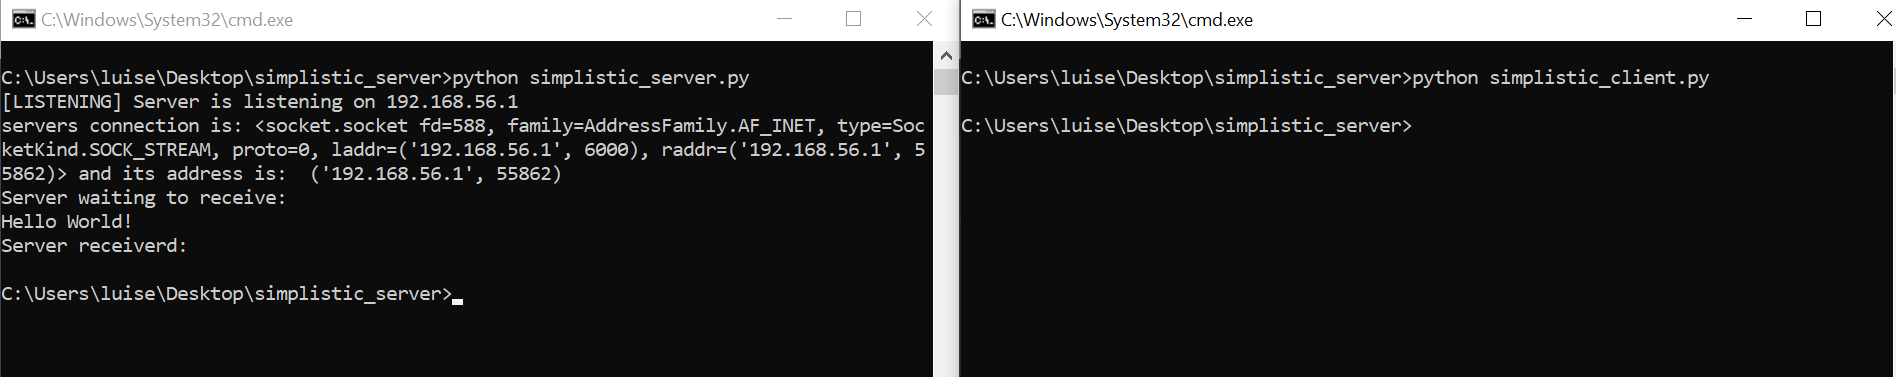 C:\Windows\System32\cmd.exe
C:\Users\luise\Desktop\simplistic_server>python simplistic_server.py
[LISTENING] Server is listening on 192.168.56.1
servers connection is: <socket.socket fd=588, family=AddressFamily.AF_INET, type=Soc
ketKind.SOCK_STREAM, proto=0, laddr=('192.168.56.1', 6000), raddr=('192.168.56.1', 5
5862)> and its address is:  ('192.168.56.1', 55862)
Server waiting to receive:
Hello World!
Server receiverd:
C:\Users\luise\Desktop\simplistic_server>
C:\Windows\System32\cmd.exe
C:\Users\luise\Desktop\simplistic_server>python simplistic_client.py
C:\Users\luise\Desktop\simplistic_server>